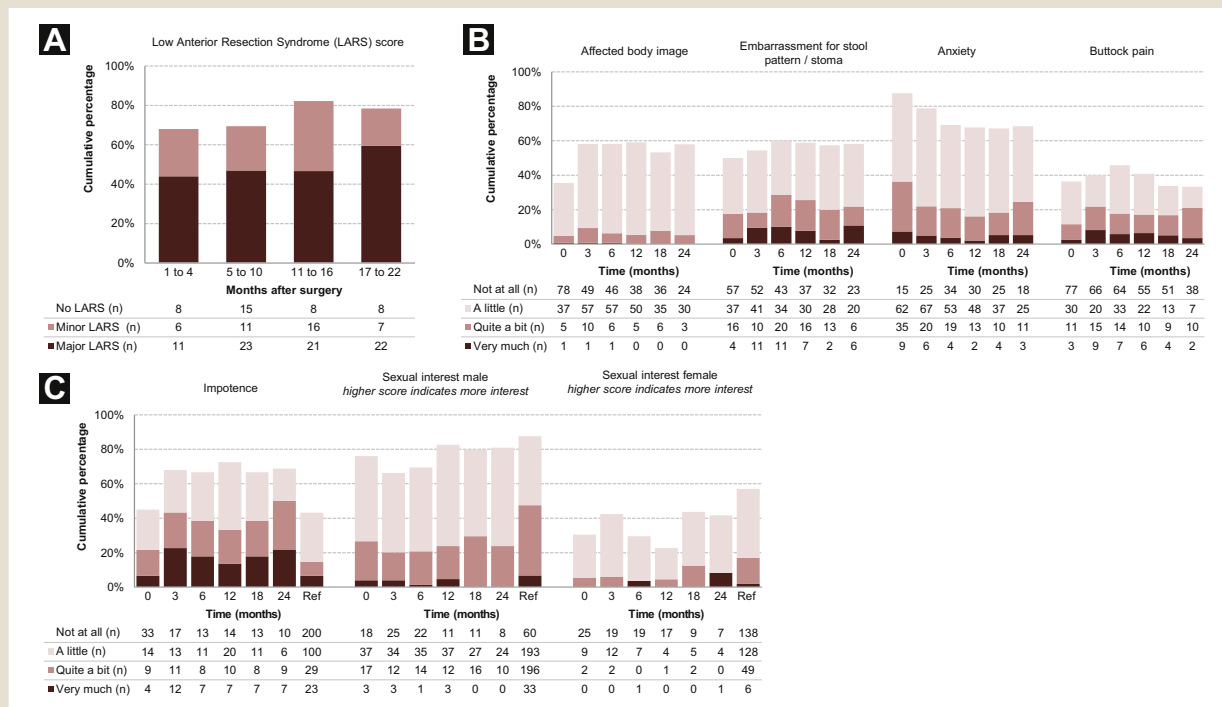 A
Low Anterior Resection Syndrome (LARS) score
Cumulative percentage
100%
80%
60%
40%
20%
0%
1 to 4 5 to 10 11 to 16 17 to 22
Months after surgery
No LARS (n) 8 15 8 8
Minor LARS (n) 6 11 16 7
Major LARS (n) 11 23 21 22
B
Affected body image
Embarrassment for stool
pattern / stoma
Anxiety
Buttock pain
Cumulative percentage
100%
80%
60%
40%
20%
0%
0 3 6 12 18 24 0 3 6 12 18 24 0 3 6 12 18 24 0 3 6 12 18 24
Time (months) Time (months) Time (months) Time (months)
Not at all (n) 78 49 46 38 36 24 57 52 43 37 32 23 15 25 34 30 25 18 77 66 64 55 51 38
A little (n) 37 57 57 50 35 30 37 41 34 30 28 20 62 67 53 48 37 25 30 20 33 22 13 7
Quite a bit (n) 5 10 6 5 6 3 16 10 20 16 13 6 35 20 19 13 10 11 11 15 14 10 9 10
Very much (n) 1 1 1 0 0 0 4 11 11 7 2 6 9 6 4 2 4 3 3 9 7 6 4 2
C
Impotence
Sexual interest male
higher score indicates more interest
Sexual interest female
higher score indicates more interest
Cumulative percentage
100%
80%
60%
40%
20%
0%
0 3 6 12 18 24 Ref 0 3 6 12 18 24 Ref 0 3 6 12 18 24 Ref
Time (months) Time (months) Time (months)
Not at all (n) 33 17 13 14 13 10 200 18 25 22 11 11 8 60 25 19 19 17 9 7 138
A little (n) 14 13 11 20 11 6 100 37 34 35 37 27 24 193 9 12 7 4 5 4 128
Quite a bit (n) 9 11 8 10 8 9 29 17 12 14 12 16 10 196 2 2 0 1 2 0 49
Very much (n) 4 12 7 7 7 7 23 3 3 1 3 0 0 33 0 0 1 0 0 1 6